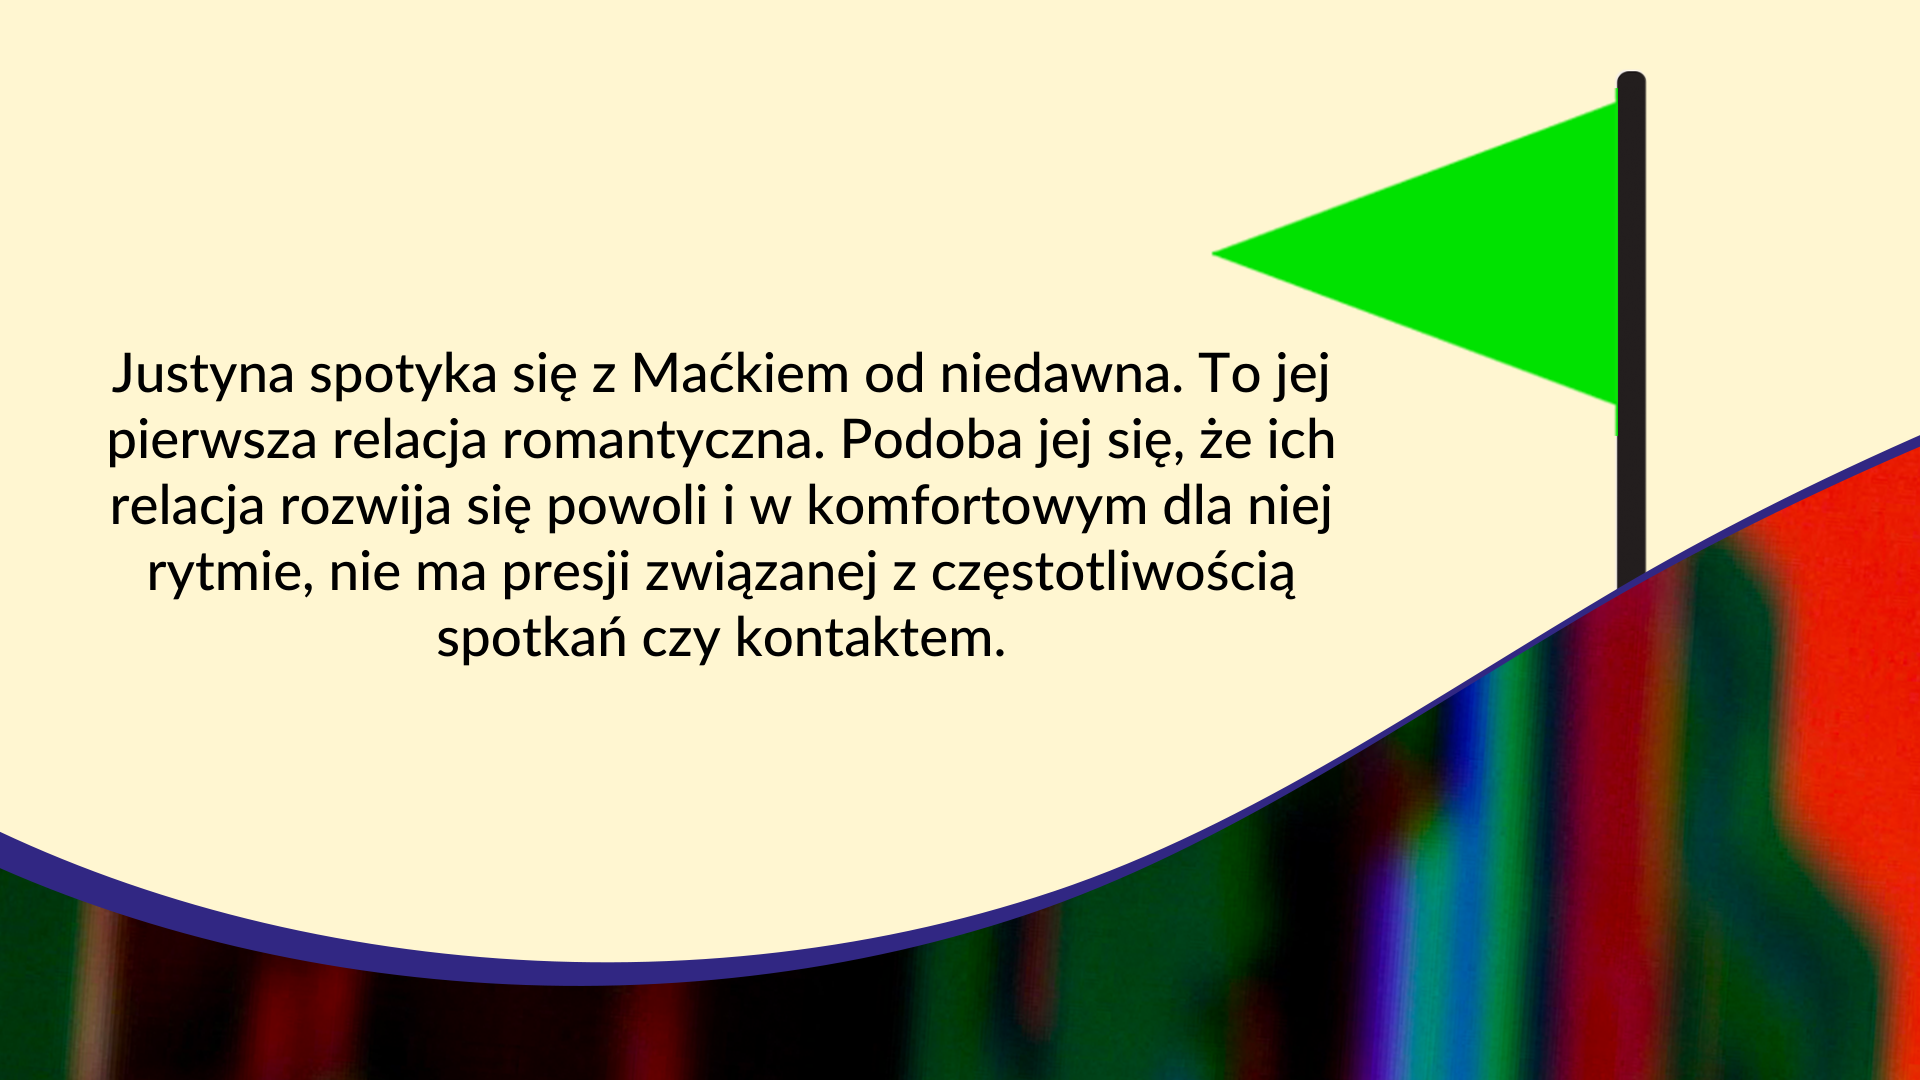 Justyna spotyka się z Maćkiem od niedawna. To jej
pierwsza relacja romantyczna. Podoba jej się, że ich
relacja rozwija się powoli i w komfortowym dla niej
rytmie, nie ma presji związanej z częstotliwością
spotkań czy kontaktem.